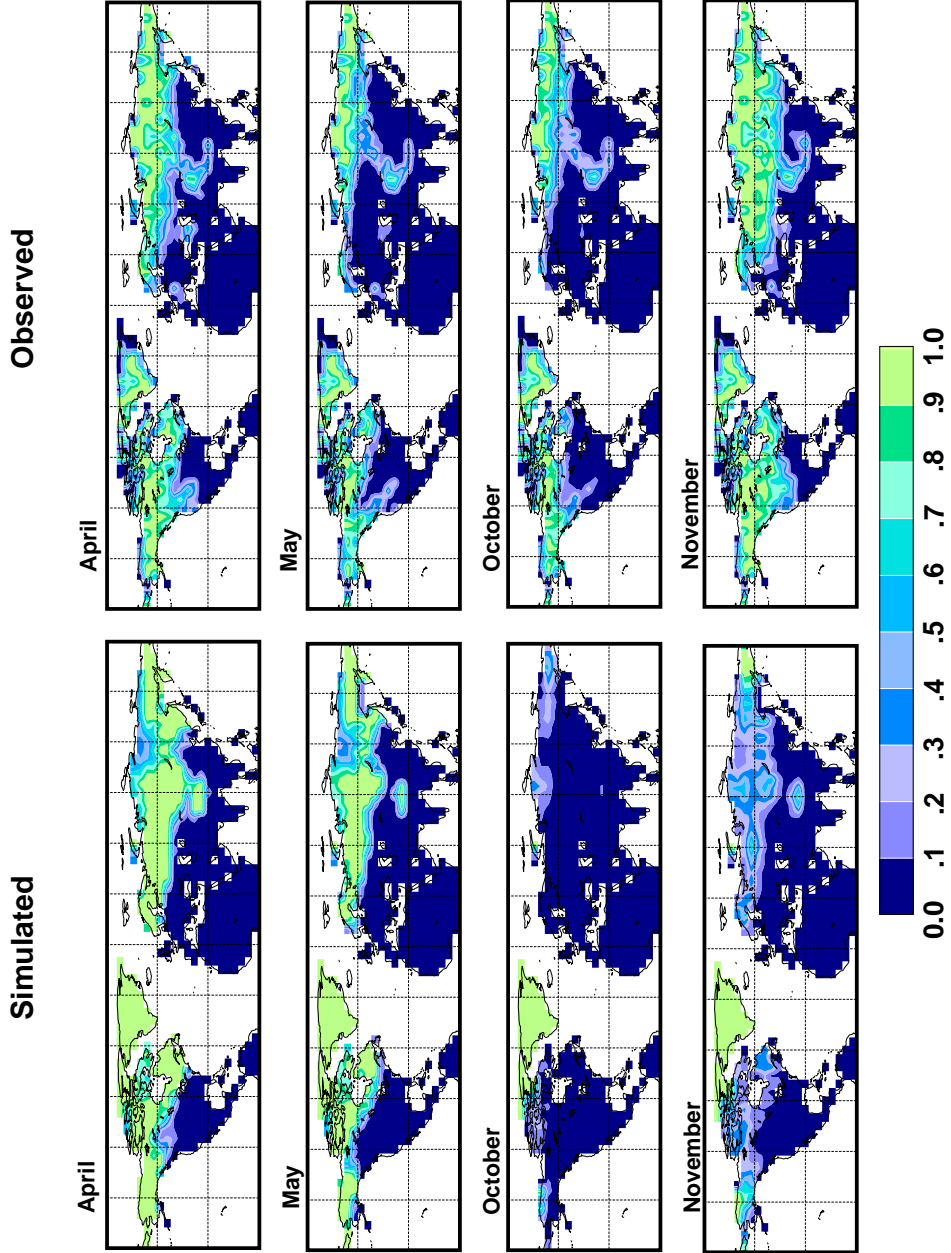 Simulated
Observed
April
April
May
May
October
October
November
November
0.0 .1 .2 .3 .4 .5 .6 .7 .8 .9 1.0